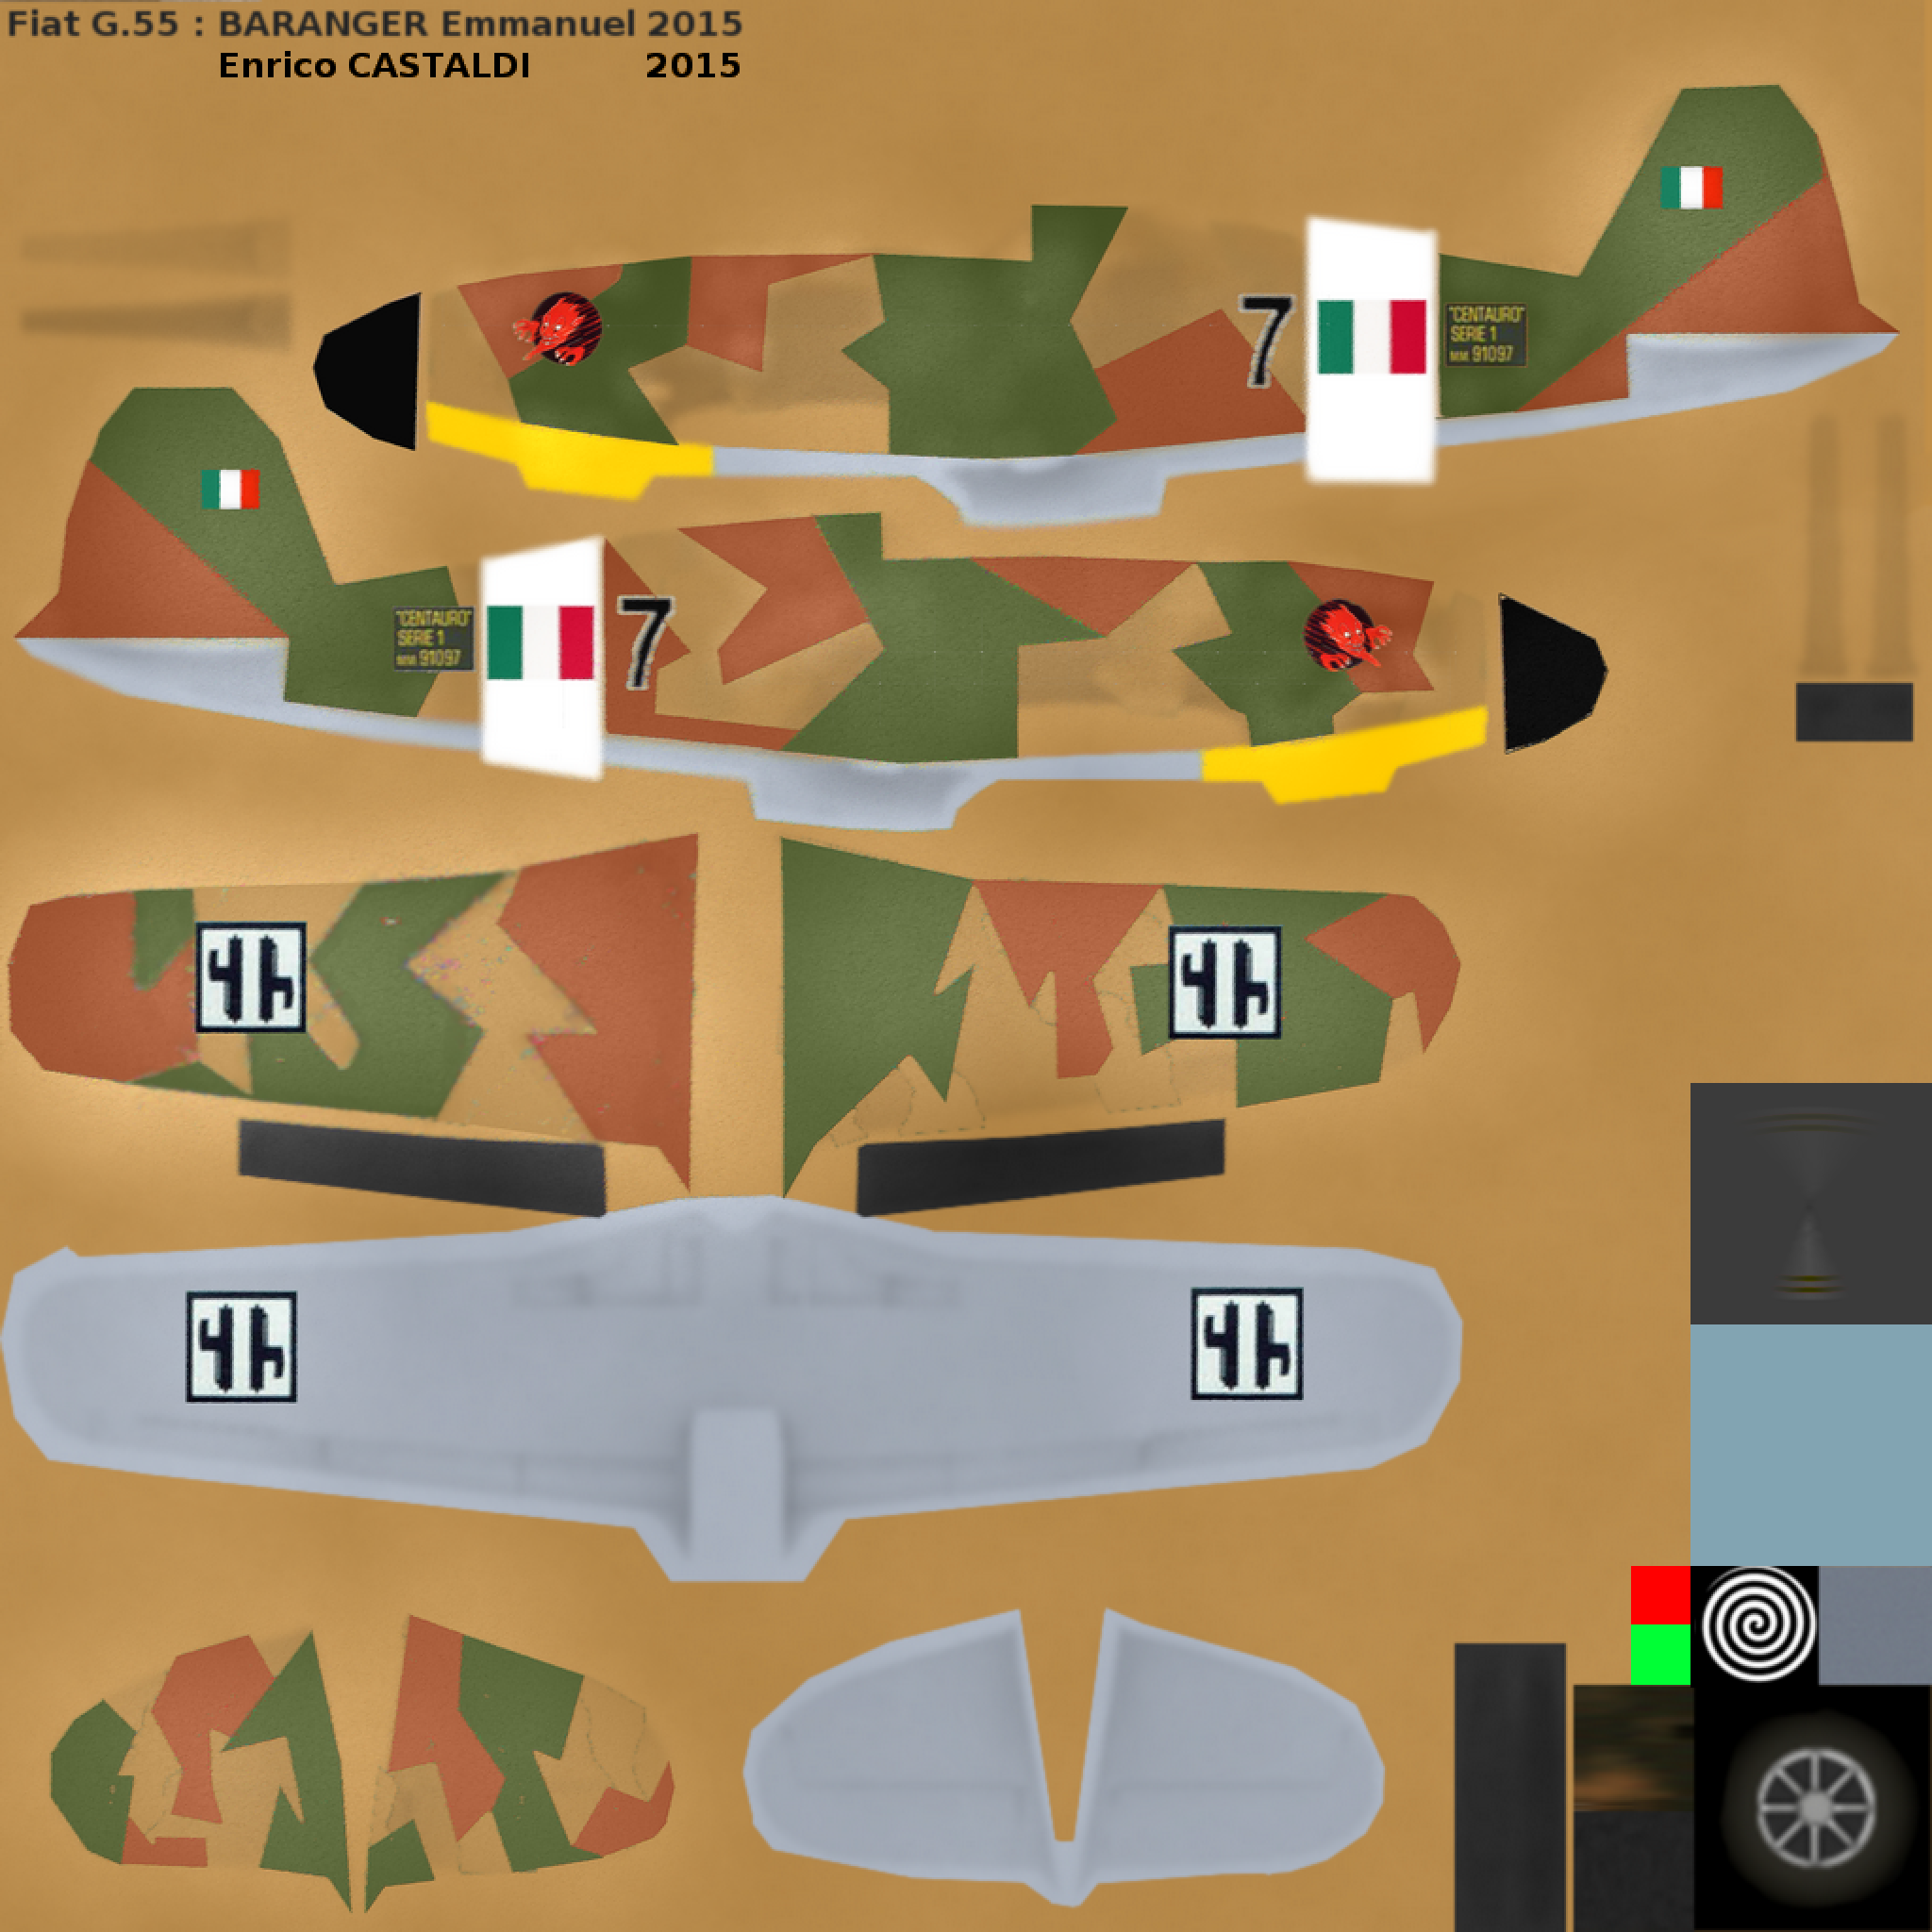 Fiat G.55 : BARANGER Emmanuel 2015
Enrico CASTALDI 2015
7
"CENTAURO"
SERIE 1
MM 91097
"CENTAURO"
SERIE 1
MM 91097
7